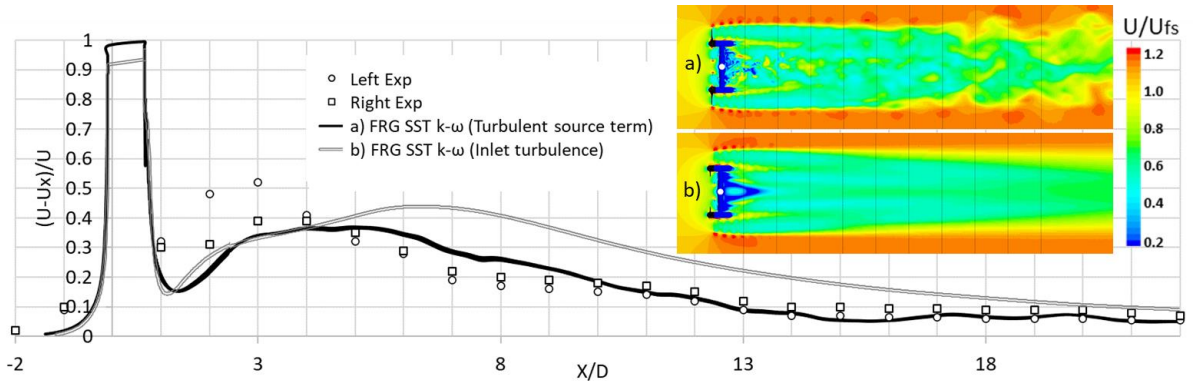 U/Ufs
1
0.9
0.8
0.7
0.6
0.5
0.4
0.3
0.2
0.1
0
(U-Ux)/U
Left Exp
Right Exp
a) FRG SST k-ω (Turbulent source term)
b) FRG SST k-ω (Inlet turbulence)
a)
b)
1.2
1.0
0.8
0.6
0.4
0.2
-2
3
8
13
18
X/D